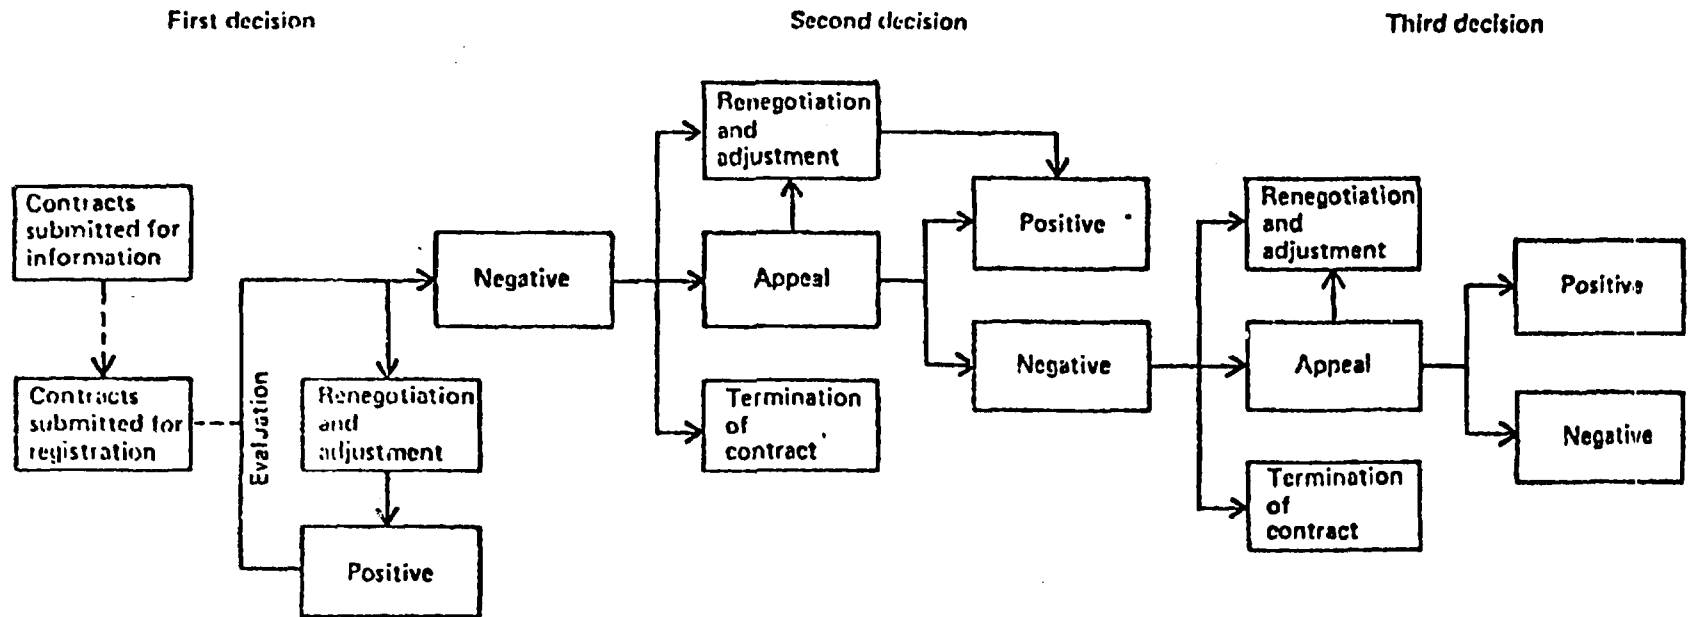 First decision
Second decision
Third decision
Contracts
submitted for
information
Contracts
submitted for
registration
Evaluation
Renegotiation
and
adjustment
Positive
Negative
Renegotiation
and
adjustment
Appeal
Termination
of
contract
Positive
Negative
Renegotiation
and
adjustment
Appeal
Termination
of
contract
Positive
Negative